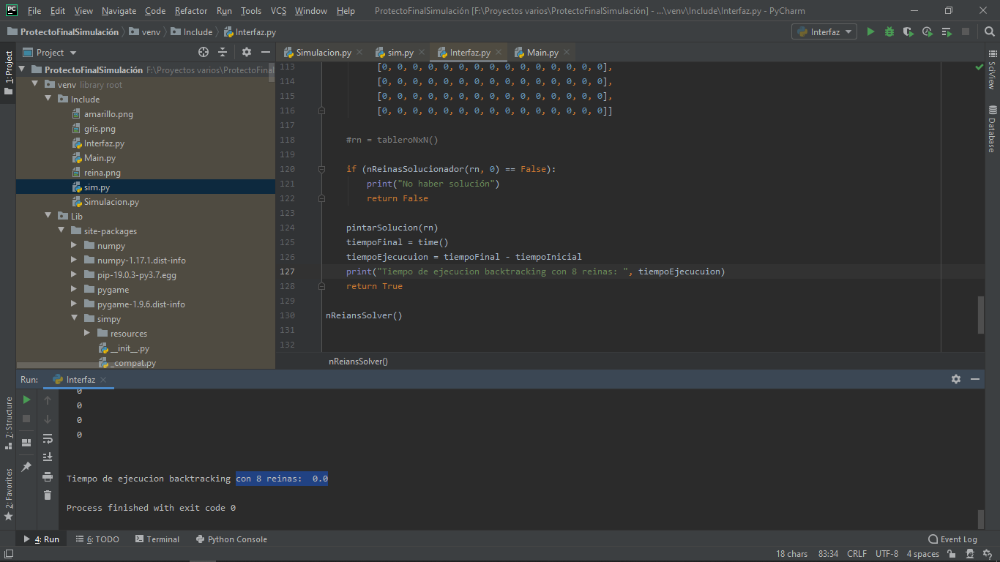 File Edit View Navigate Code Refactor Run Tools VCS Window Help ProtectoFinalSimulación [F:\Proyectos varios\ProtectoFinalSimulación] - ...\venv\Include\Interfaz.py - PyCharm
ProtectoFinalSimulación venv Include Interfaz.py
Interfaz
Project
Simulacion.py sim.py Interfaz.py Main.py
1: Project
ProtectoFinalSimulación F:\Proyectos varios\ProtectoFinal
venv library root
Include
amarillo.png
gris.png
Interfaz.py
Main.py
reina.png
sim.py
Simulacion.py
Lib
site-packages
numpy
numpy-1.17.1.dist-info
pip-19.0.3-py3.7.egg
pygame
pygame-1.9.6.dist-info
simpy
resources
__init__.py
_compat.py
113 [0, 0, 0, 0, 0, 0, 0, 0, 0, 0, 0, 0, 0, 0, 0],
114 [0, 0, 0, 0, 0, 0, 0, 0, 0, 0, 0, 0, 0, 0, 0],
115 [0, 0, 0, 0, 0, 0, 0, 0, 0, 0, 0, 0, 0, 0, 0],
116 [0, 0, 0, 0, 0, 0, 0, 0, 0, 0, 0, 0, 0, 0, 0]]
117
118 #rn = tableroNxN()
119
120 if (nReinasSolucionador(rn, 0) == False):
121 print("No haber solución")
122 return False
123
124 pintarSolucion(rn)
125 tiempoFinal = time()
126 tiempoEjecucuion = tiempoFinal - tiempoInicial
127 print("Tiempo de ejecucion backtracking con 8 reinas: ", tiempoEjecucuion)
128 return True
129
130 nReiansSolver()
131
132
nReiansSolver()
SciView
Database
Run: Interfaz
0
0
0
0
Tiempo de ejecucion backtracking con 8 reinas:  0.0
Process finished with exit code 0
7: Structure
2: Favorites
4: Run 6: TODO Terminal Python Console Event Log
18 chars 83:34 CRLF UTF-8 4 spaces